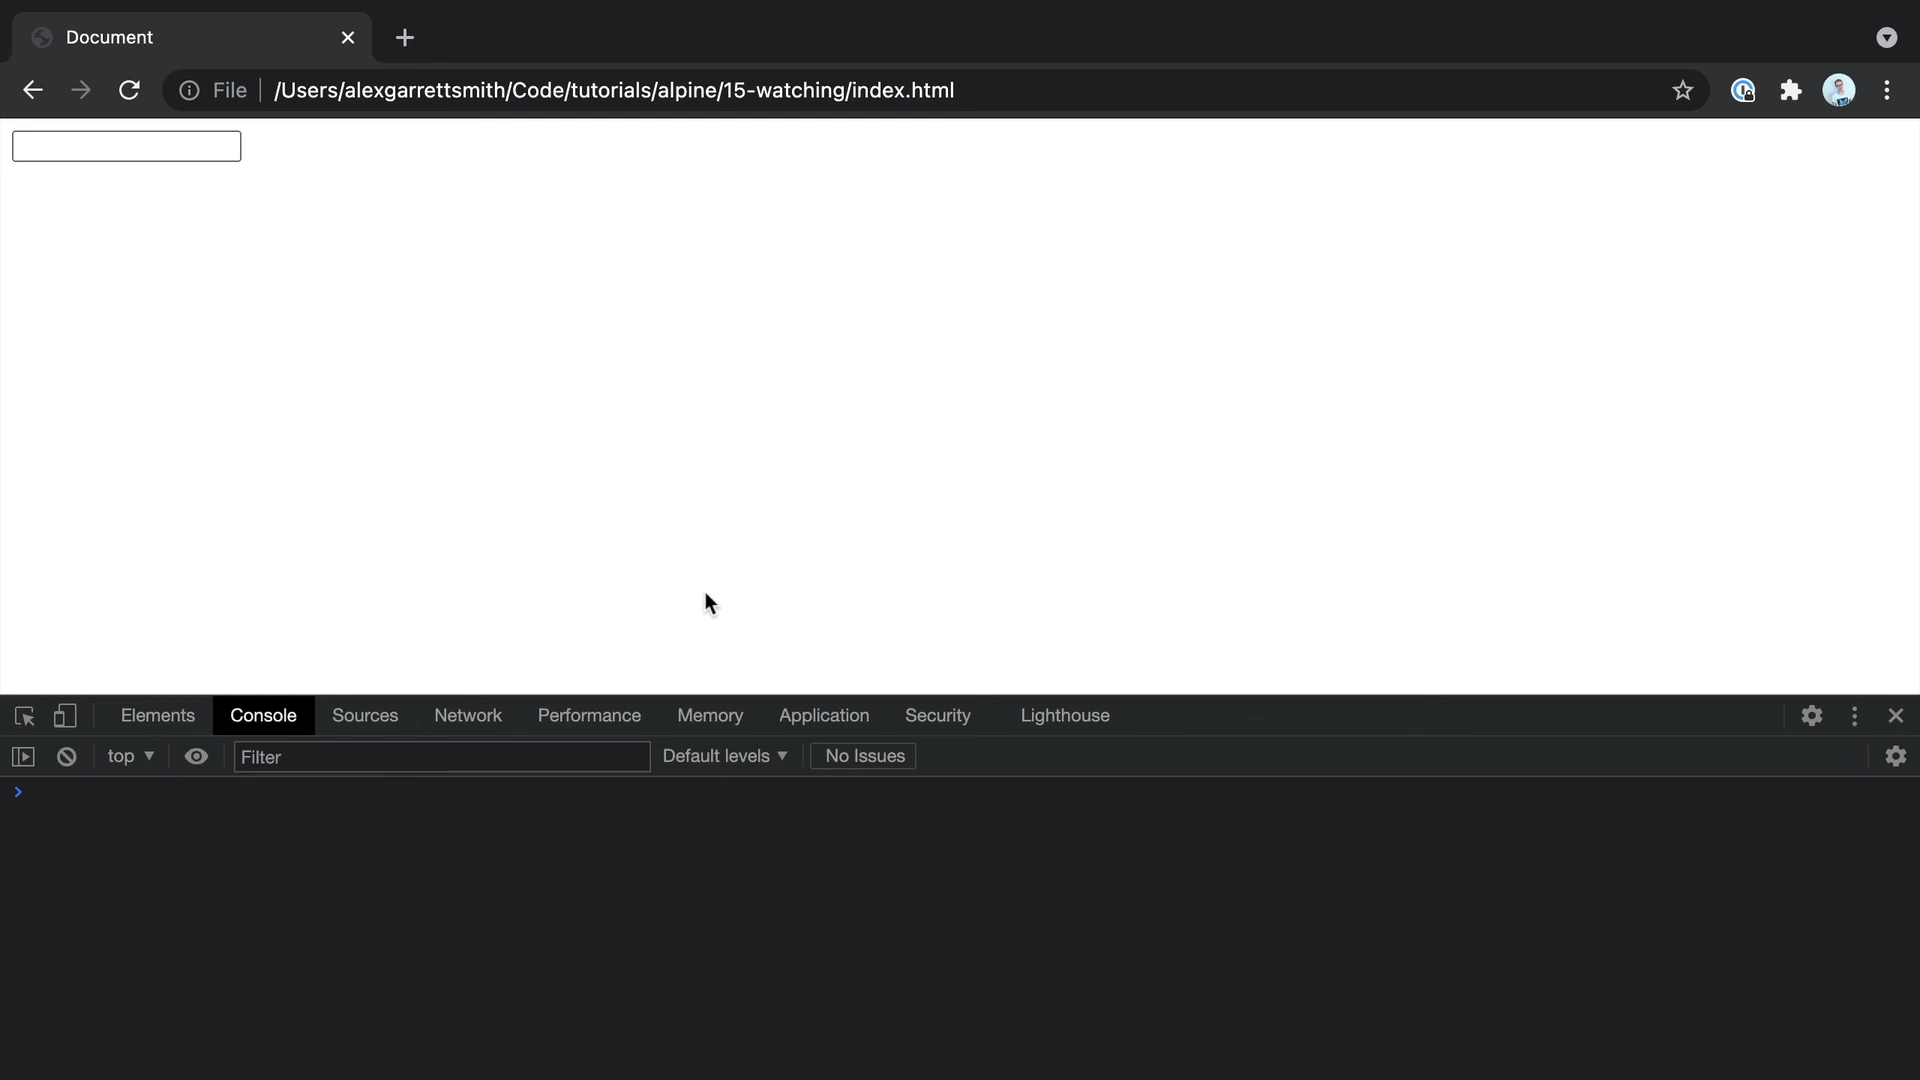 Document
File /Users/alexgarrettsmith/Code/tutorials/alpine/15-watching/index.html
Elements Console Sources Network Performance Memory Application Security Lighthouse
top Filter Default levels No Issues